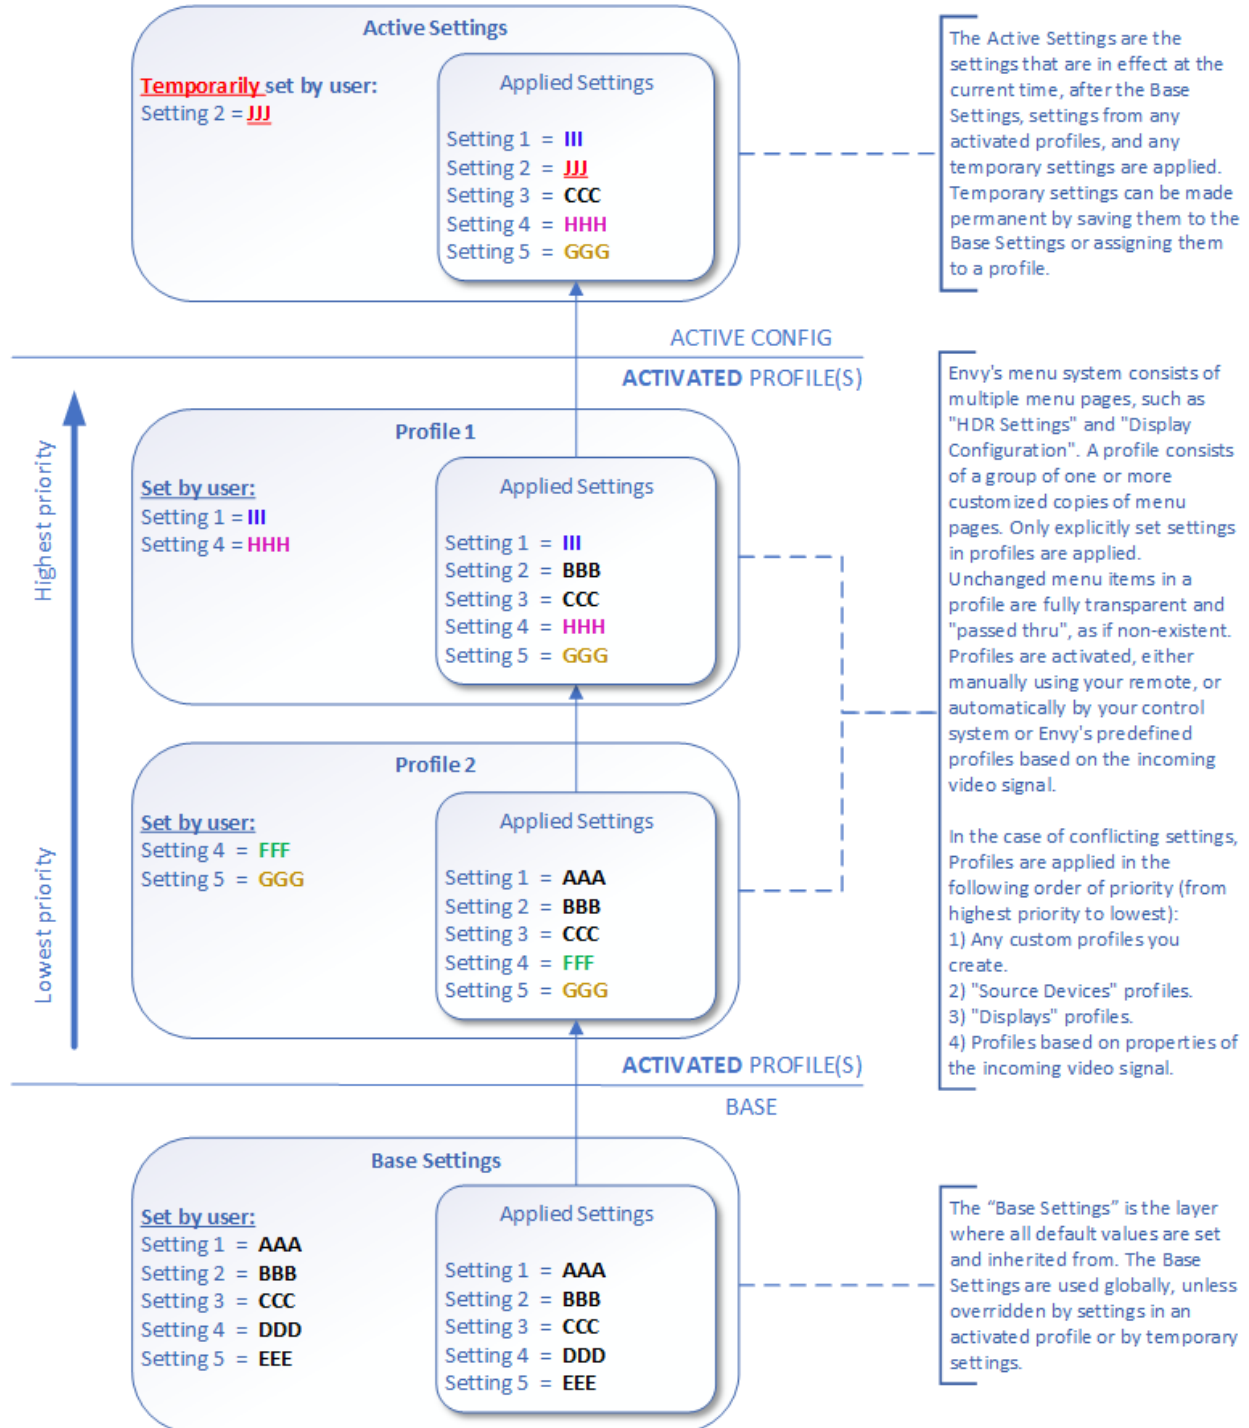 Active Settings
Temporarily set by user:
Setting 2 = JJJ
Applied Settings
Setting 1 = III
Setting 2 = JJJ
Setting 3 = CCC
Setting 4 = HHH
Setting 5 = GGG
The Active Settings are the
settings that are in effect at the
current time, after the Base
Settings, settings from any
activated profiles, and any
temporary settings are applied.
Temporary settings can be made
permanent by saving them to the
Base Settings or assigning them
to a profile.
ACTIVE CONFIG
ACTIVATED PROFILE(S)
Highest priority
Lowest priority
Profile 1
Set by user:
Setting 1 = III
Setting 4 = HHH
Applied Settings
Setting 1 = III
Setting 2 = BBB
Setting 3 = CCC
Setting 4 = HHH
Setting 5 = GGG
Profile 2
Set by user:
Setting 4 = FFF
Setting 5 = GGG
Applied Settings
Setting 1 = AAA
Setting 2 = BBB
Setting 3 = CCC
Setting 4 = FFF
Setting 5 = GGG
Envy's menu system consists of
multiple menu pages, such as
"HDR Settings" and "Display
Configuration". A profile consists
of a group of one or more
customized copies of menu
pages. Only explicitly set settings
in profiles are applied.
Unchanged menu items in a
profile are fully transparent and
"passed thru", as if non-existent.
Profiles are activated, either
manually using your remote, or
automatically by your control
system or Envy's predefined
profiles based on the incoming
video signal.
In the case of conflicting settings,
Profiles are applied in the
following order of priority (from
highest priority to lowest):
1) Any custom profiles you
create.
2) "Source Devices" profiles.
3) "Displays" profiles.
4) Profiles based on properties of
the incoming video signal.
ACTIVATED PROFILE(S)
BASE
Base Settings
Set by user:
Setting 1 = AAA
Setting 2 = BBB
Setting 3 = CCC
Setting 4 = DDD
Setting 5 = EEE
Applied Settings
Setting 1 = AAA
Setting 2 = BBB
Setting 3 = CCC
Setting 4 = DDD
Setting 5 = EEE
The “Base Settings” is the layer
where all default values are set
and inherited from. The Base
Settings are used globally, unless
overridden by settings in an
activated profile or by temporary
settings.